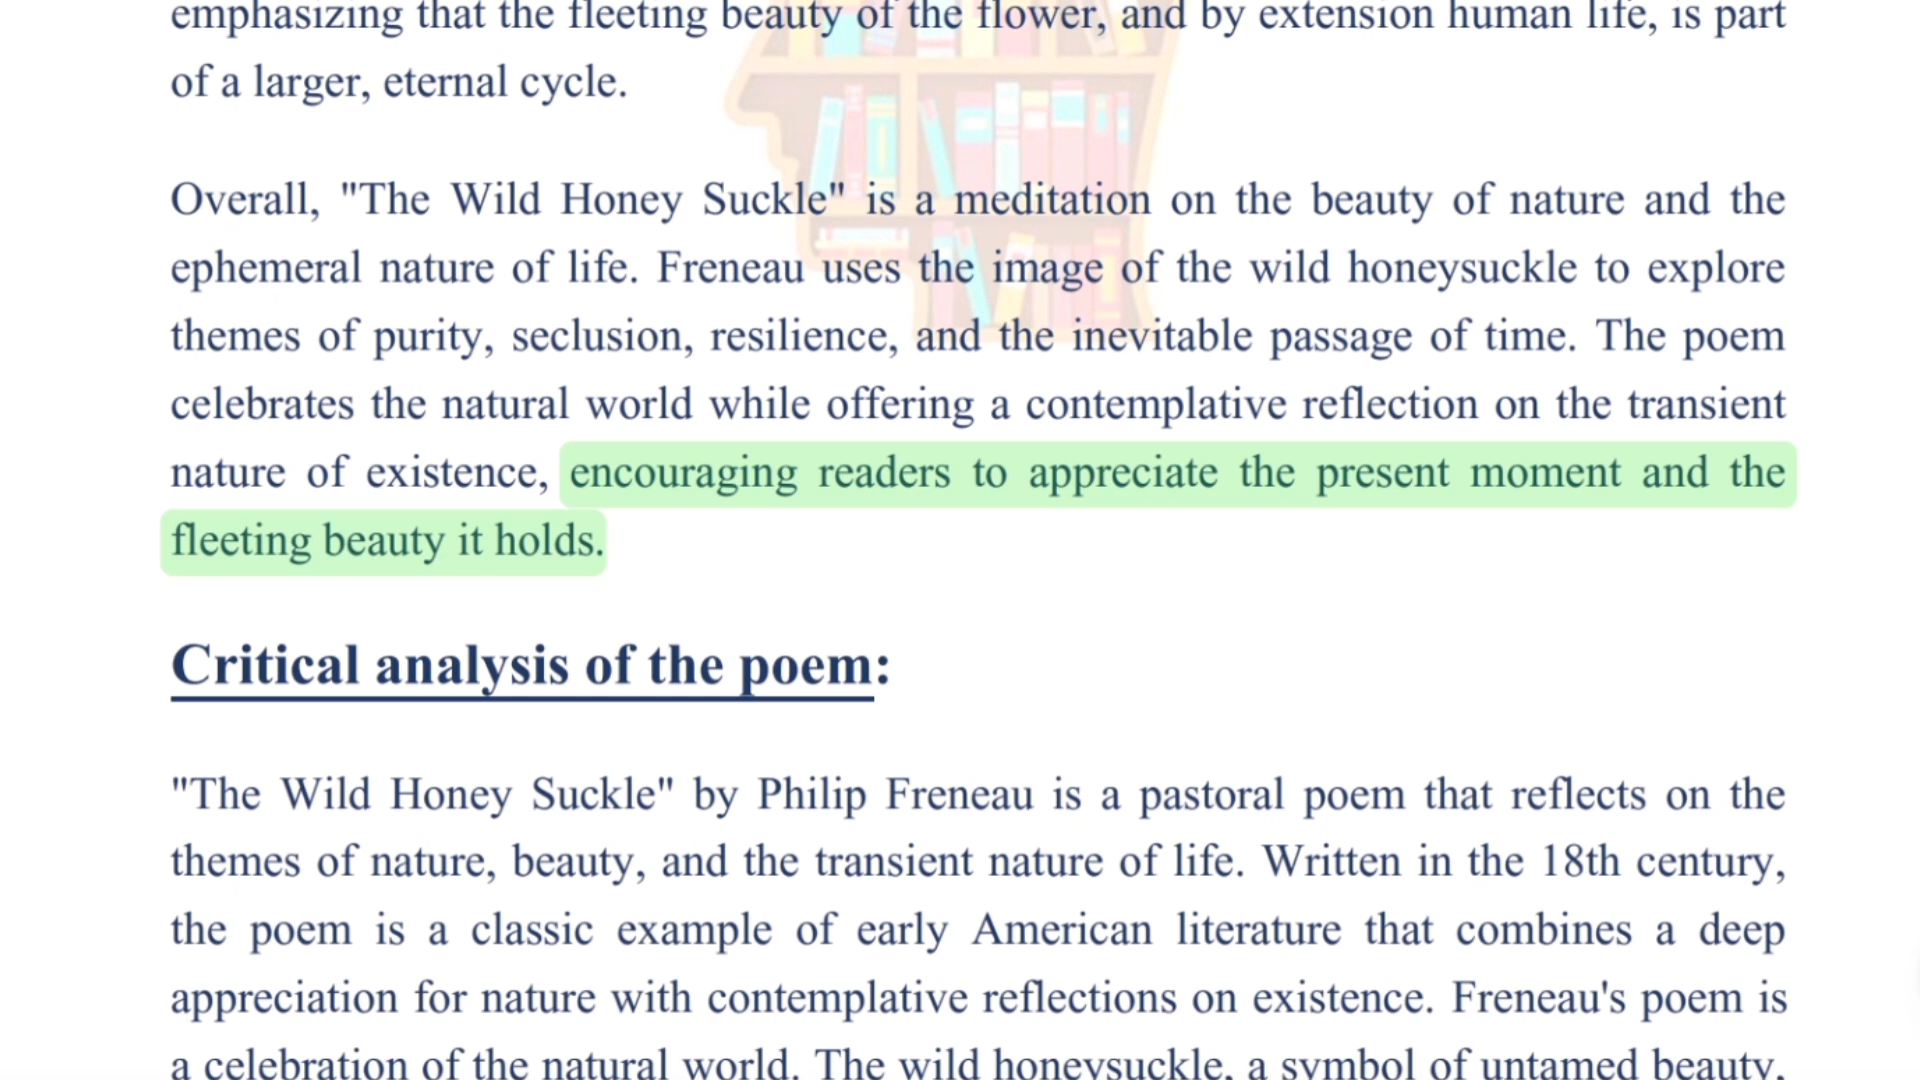 emphasizing that the fleeting beauty of the flower, and by extension human life, is part
of a larger, eternal cycle.
Overall, "The Wild Honey Suckle" is a meditation on the beauty of nature and the
ephemeral nature of life. Freneau uses the image of the wild honeysuckle to explore
themes of purity, seclusion, resilience, and the inevitable passage of time. The poem
celebrates the natural world while offering a contemplative reflection on the transient
nature of existence, encouraging readers to appreciate the present moment and the
fleeting beauty it holds.
Critical analysis of the poem:
"The Wild Honey Suckle" by Philip Freneau is a pastoral poem that reflects on the
themes of nature, beauty, and the transient nature of life. Written in the 18th century,
the poem is a classic example of early American literature that combines a deep
appreciation for nature with contemplative reflections on existence. Freneau's poem is
a celebration of the natural world. The wild honeysuckle, a symbol of untamed beauty,